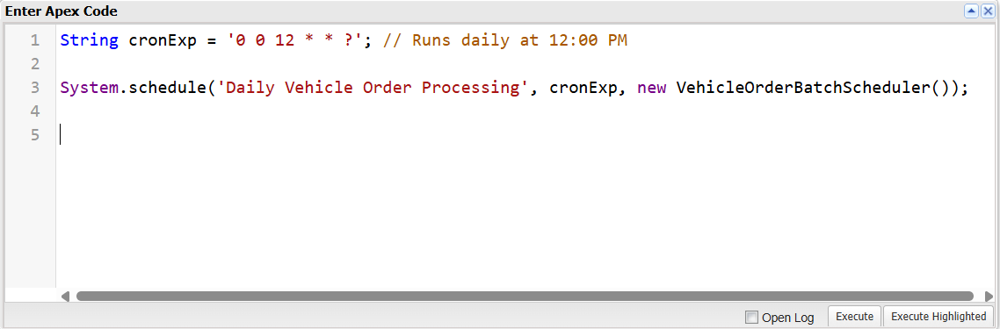 Enter Apex Code
1 String cronExp = '0 0 12 * * ?'; // Runs daily at 12:00 PM
2
3 System.schedule('Daily Vehicle Order Processing', cronExp, new VehicleOrderBatchScheduler());
4
5
Open Log Execute Execute Highlighted